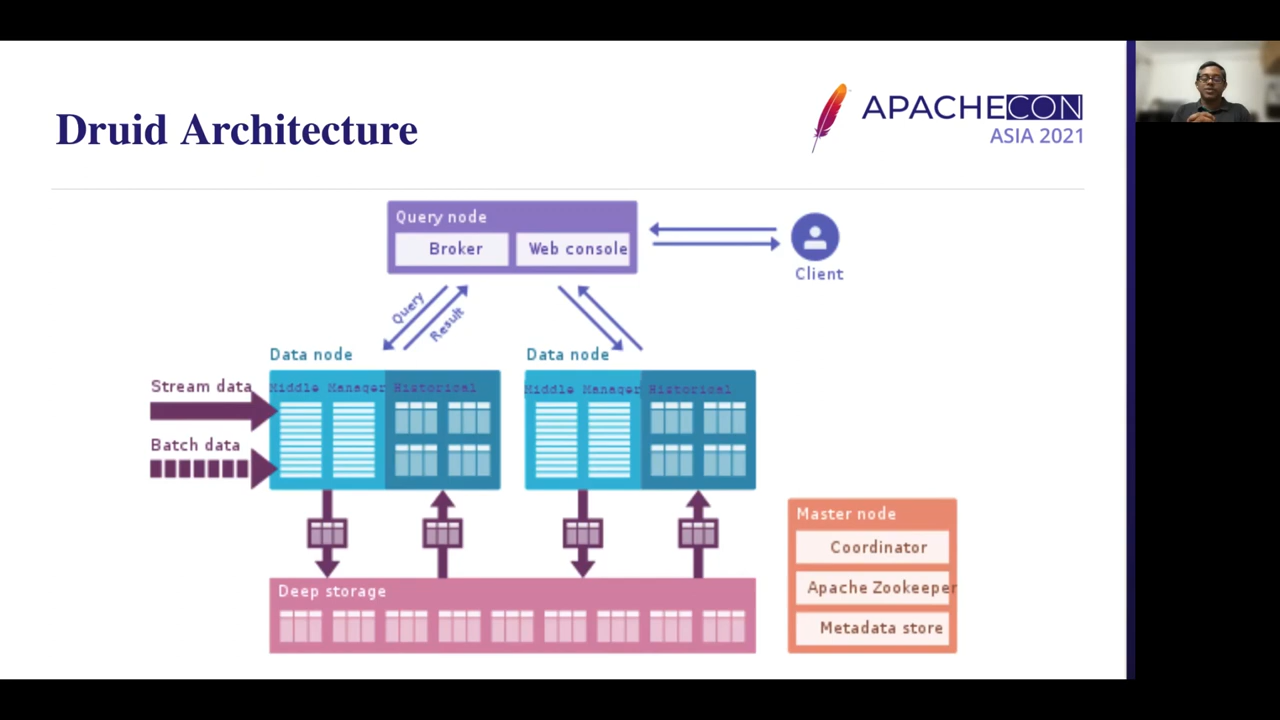 Druid Architecture
APACHECON
ASIA 2021
Query node
Broker
Web console
Client
Query
Result
Data node
Data node
Stream data
Middle Manager
Historical
Middle Manager
Historical
Batch data
Master node
Coordinator
Apache Zookeeper
Metadata store
Deep storage